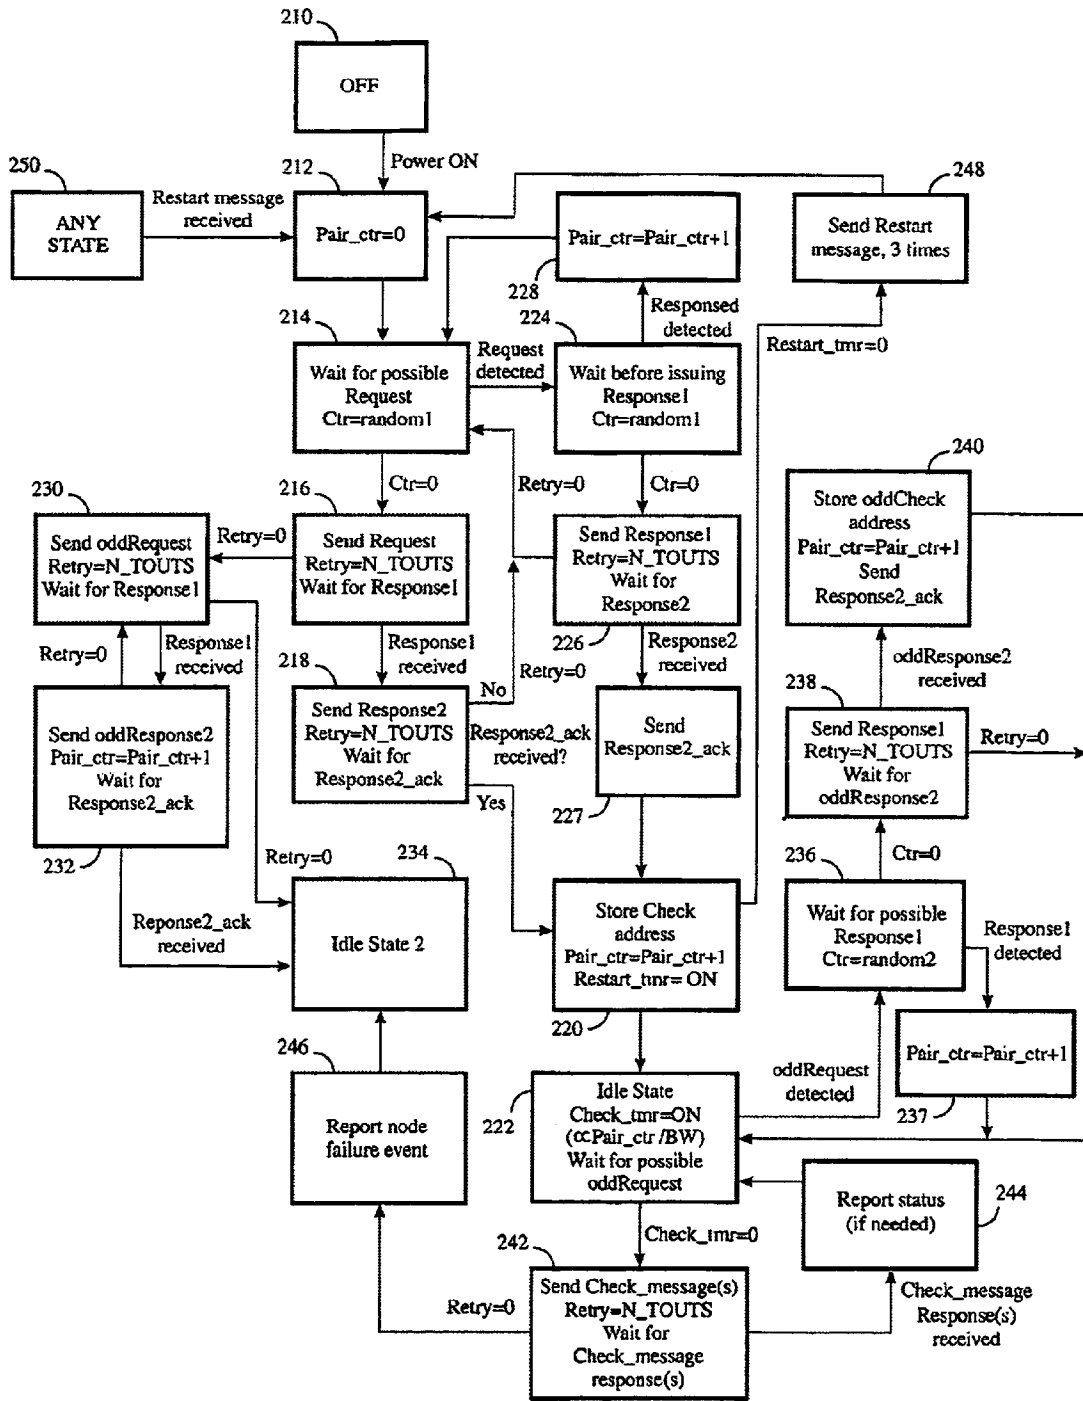 210
OFF
Power ON
250
ANY
STATE
Restart message
received
212
Pair_ctr=0
Pair_ctr=Pair_ctr+1
228
248
Send Restart
message, 3 times
Responsed
detected
Restart_tmr=0
214
Wait for possible
Request
Ctr=random1
Request
detected
224
Wait before issuing
Response1
Ctr=random1
Ctr=0
Retry=0
Ctr=0
240
Store oddCheck
address
Pair_ctr=Pair_ctr+1
Send
Response2_ack
230
Send oddRequest
Retry=N_TOUTS
Wait for Response1
Retry=0
216
Send Request
Retry=N_TOUTS
Wait for Response1
Send Response1
Retry=N_TOUTS
Wait for
Response2
226
Retry=0
Response1
received
Response1
received
Retry=0
Response2
received
oddResponse2
received
Send oddResponse2
Pair_ctr=Pair_ctr+1
Wait for
Response2_ack
232
218
Send Response2
Retry=N_TOUTS
Wait for
Response2_ack
No
Response2_ack
received?
Yes
Send
Response2_ack
227
238
Send Response1
Retry=N_TOUTS
Wait for
oddResponse2
Retry=0
Ctr=0
Retry=0
Reponse2_ack
received
234
Idle State 2
Store Check
address
Pair_ctr=Pair_ctr+1
Restart_tmr= ON
220
236
Wait for possible
Response1
Ctr=random2
Response1
detected
Pair_ctr=Pair_ctr+1
237
oddRequest
detected
246
Report node
failure event
222
Idle State
Check_tmr=ON
(∝Pair_ctr /BW)
Wait for possible
oddRequest
Report status
(if needed)
244
Check_tmr=0
242
Send Check_message(s)
Retry=N_TOUTS
Wait for
Check_message
response(s)
Retry=0
Check_message
Response(s)
received